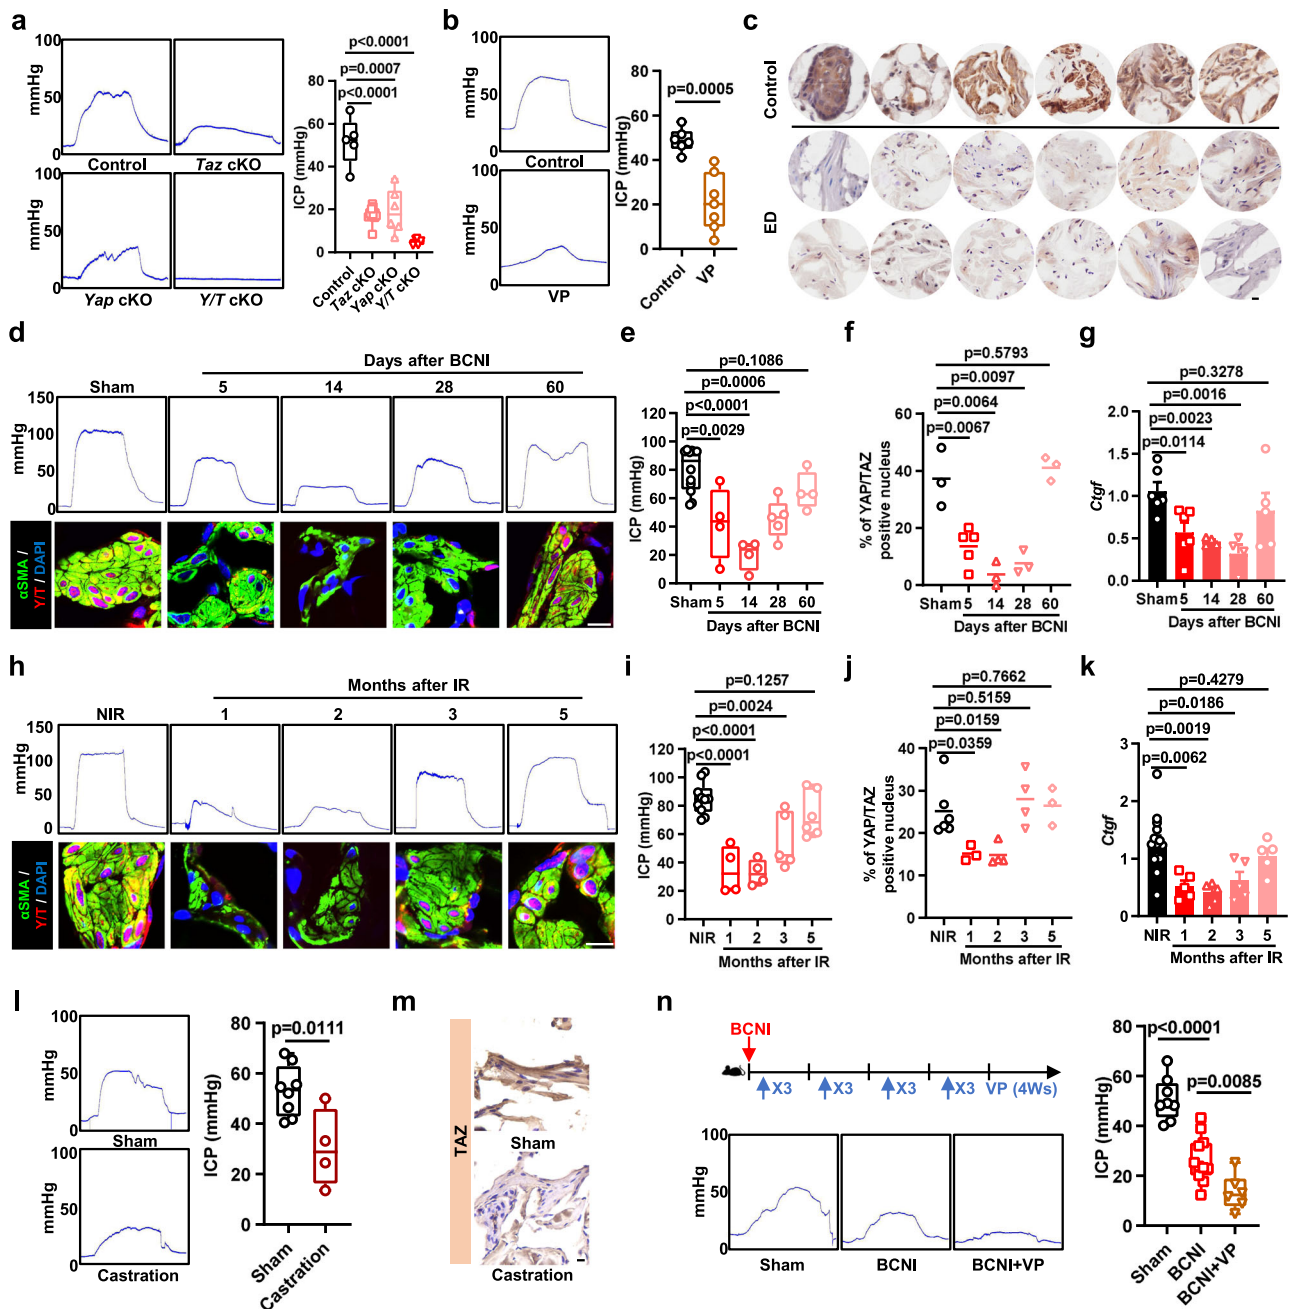 a
100
50
0
mmHg
Control
Taz cKO
100
50
0
mmHg
Yap cKO
Y/T cKO
p<0.0001
p=0.0007
p<0.0001
80
60
40
20
0
ICP (mmHg)
Control
Taz cKO
Yap cKO
Y/T cKO
b
100
50
0
mmHg
Control
100
50
0
mmHg
VP
p=0.0005
80
60
40
20
0
ICP (mmHg)
Control
VP
c
Control
ED
d
Days after BCNI
Sham
5
14
28
60
150
100
50
0
mmHg
αSMA /
Y/T / DAPI
e
p=0.1086
p=0.0006
p<0.0001
p=0.0029
120
100
80
60
40
20
0
ICP (mmHg)
Sham 5 14 28 60
Days after BCNI
f
p=0.5793
p=0.0097
p=0.0064
p=0.0067
60
40
20
0
% of YAP/TAZ
positive nucleus
Sham 5 14 28 60
Days after BCNI
g
p=0.3278
p=0.0016
p=0.0023
p=0.0114
2.0
1.5
1.0
0.5
0.0
Ctgf
Sham 5 14 28 60
Days after BCNI
h
Months after IR
NIR
1
2
3
5
150
100
50
0
mmHg
αSMA /
Y/T / DAPI
i
p=0.1257
p=0.0024
p<0.0001
p<0.0001
120
100
80
60
40
20
0
ICP (mmHg)
NIR 1 2 3 5
Months after IR
j
p=0.7662
p=0.5159
p=0.0159
p=0.0359
40
30
20
10
0
% of YAP/TAZ
positive nucleus
NIR 1 2 3 5
Months after IR
k
p=0.4279
p=0.0186
p=0.0019
p=0.0062
3
2
1
0
Ctgf
NIR 1 2 3 5
Months after IR
l
100
50
0
mmHg
Sham
100
50
0
mmHg
Castration
p=0.0111
80
60
40
20
0
ICP (mmHg)
Sham
Castration
m
TAZ
Sham
Castration
n
BCNI
X3
X3
X3
X3
VP (4Ws)
100
50
0
mmHg
Sham
BCNI
BCNI+VP
p<0.0001
p=0.0085
80
60
40
20
0
ICP (mmHg)
Sham
BCNI
BCNI+VP